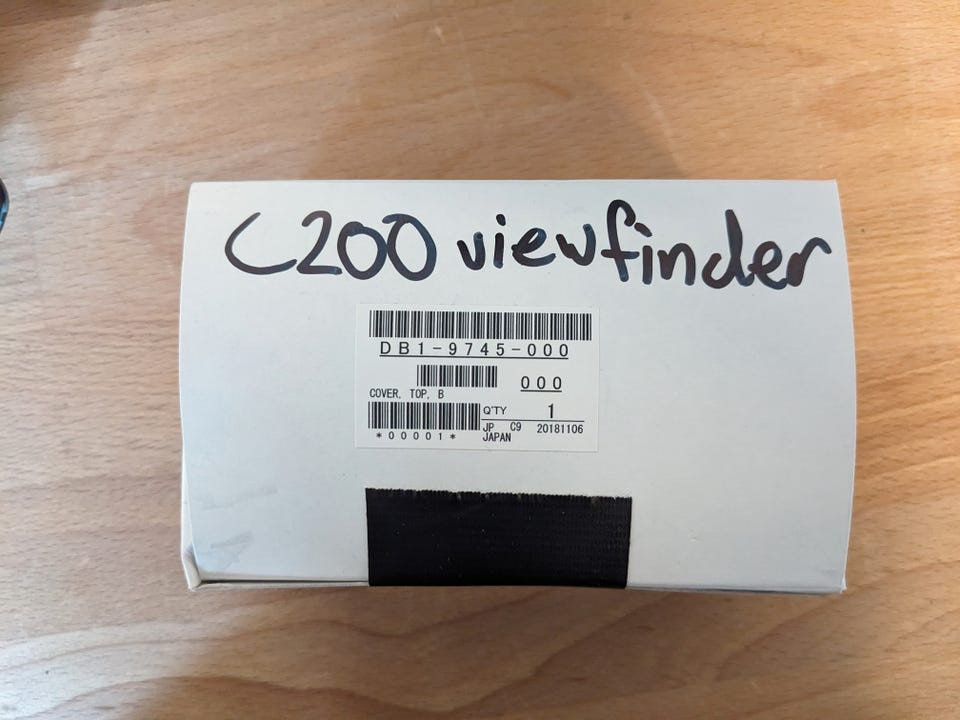 C200 viewfinder
DB1-9745-000
000
COVER, TOP, B
Q'TY 1
JP C9 20181106
*00001* JAPAN